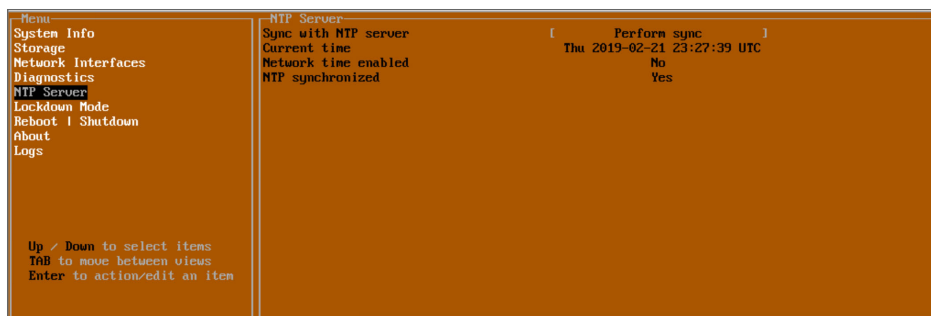 Menu
System Info
Storage
Network Interfaces
Diagnostics
NTP Server
Lockdown Mode
Reboot | Shutdown
About
Logs
Up / Down to select items
TAB to move between views
Enter to action/edit an item
NTP Server
Sync with NTP server [ Perform sync ]
Current time Thu 2019-02-21 23:27:39 UTC
Network time enabled No
NTP synchronized Yes